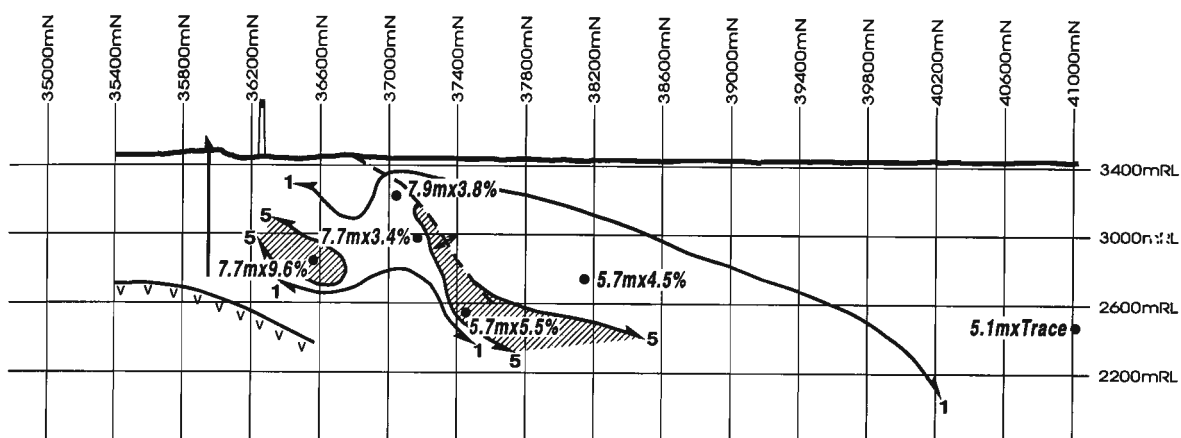 35000mN
35400mN
35800mN
36200mN
36600mN
37000mN
37400mN
37800mN
38200mN
38600mN
39000mN
39400mN
39800mN
40200mN
40600mN
41000mN
3400mRL
1
7.9mx3.8%
5
5
7.7mx3.4%
3000mRL
7.7mx9.6%
1
5.7mx4.5%
2600mRL
5.7mx5.5%
5.1mxTrace
1
5
5
2200mRL
1
v v v v v v v v